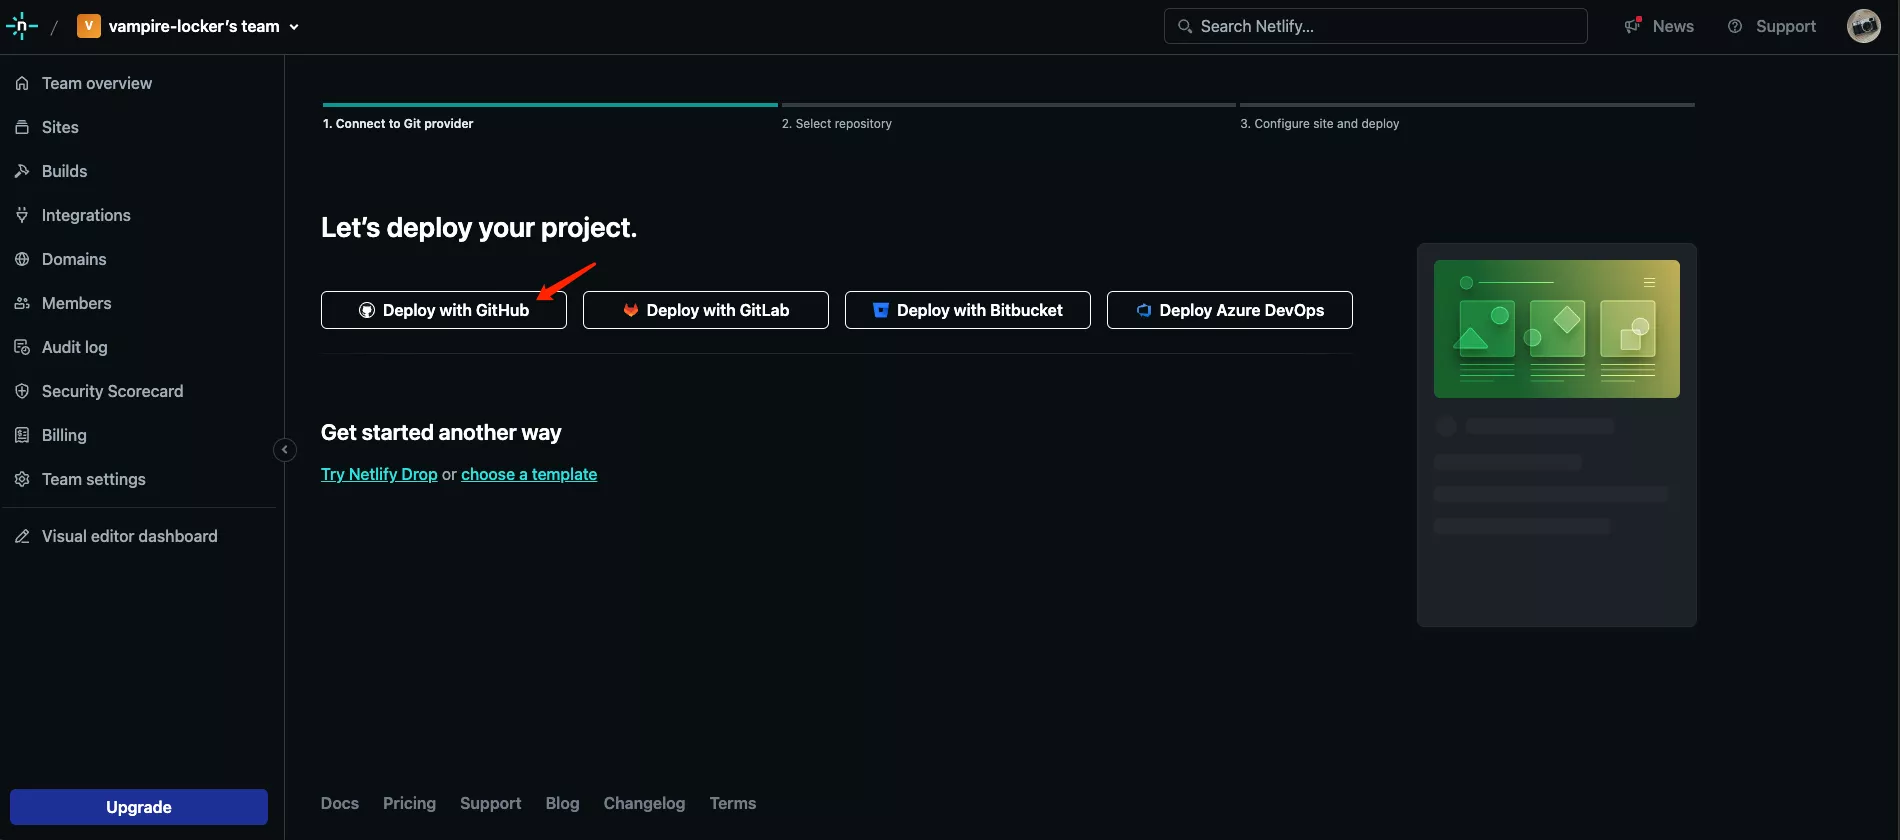 / V vampire-locker's team
Search Netlify...
News
Support
Team overview
Sites
Builds
Integrations
Domains
Members
Audit log
Security Scorecard
Billing
Team settings
Visual editor dashboard
Upgrade
1. Connect to Git provider
2. Select repository
3. Configure site and deploy
Let’s deploy your project.
Deploy with GitHub
Deploy with GitLab
Deploy with Bitbucket
Deploy Azure DevOps
Get started another way
Try Netlify Drop or choose a template
Docs Pricing Support Blog Changelog Terms